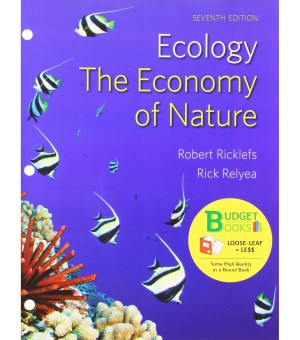 SEVENTH EDITION
Ecology
The Economy
of Nature
Robert Ricklefs
Rick Relyea
BUDGET
BOOKS
LOOSE-LEAF
= LE$$
Same High Quality
as a Bound Book